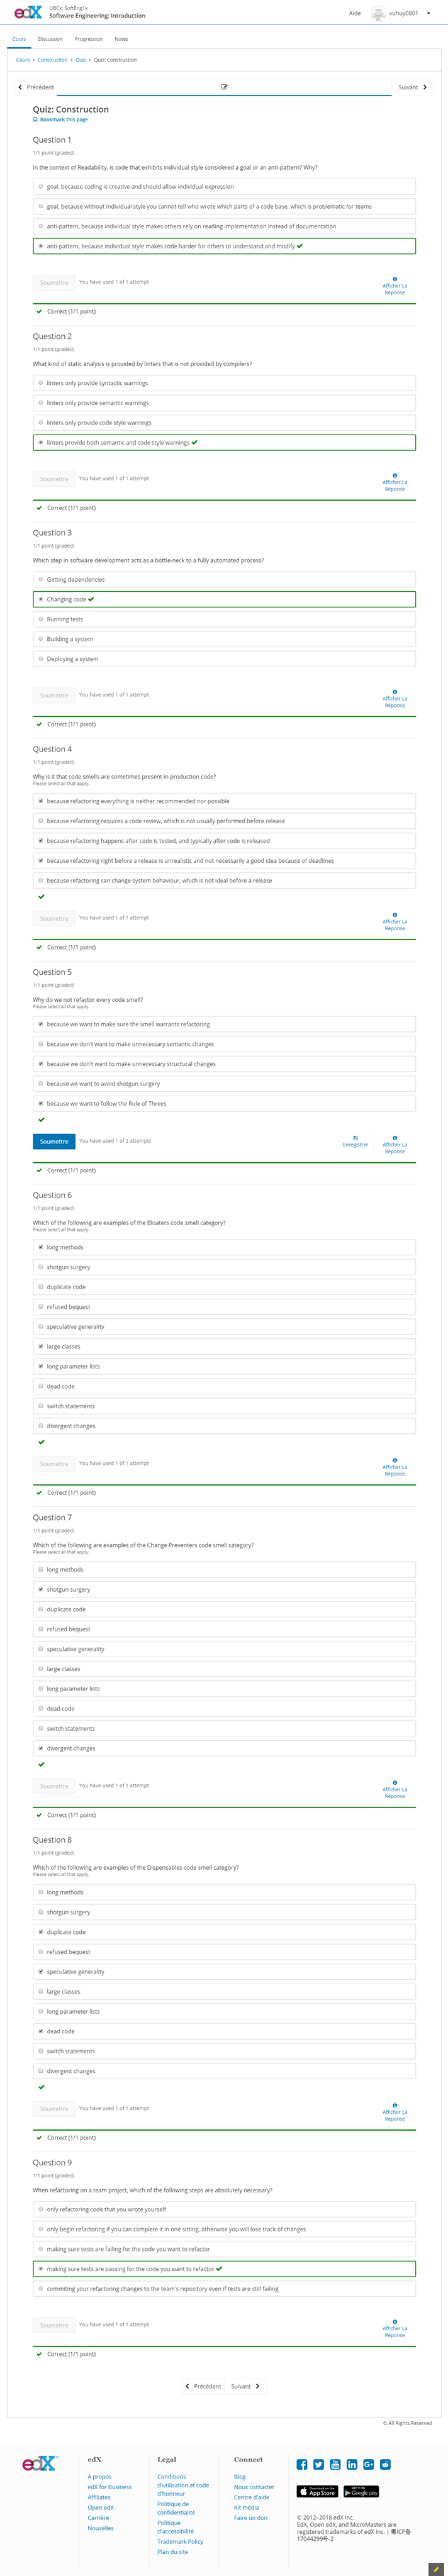 edX
UBCx: SoftEng1x
Software Engineering: Introduction
Aide
vuhuy0801
Cours
Discussion
Progression
Notes
Cours > Construction > Quiz > Quiz: Construction
Précédent
Suivant
Quiz: Construction
Bookmark this page
Question 1
1/1 point (graded)
In the context of Readability, is code that exhibits individual style considered a goal or an anti-pattern? Why?
goal, because coding is creative and should allow individual expression
goal, because without individual style you cannot tell who wrote which parts of a code base, which is problematic for teams
anti-pattern, because individual style makes others rely on reading implementation instead of documentation
anti-pattern, because individual style makes code harder for others to understand and modify
Soumettre
You have used 1 of 1 attempt
Afficher La
Réponse
Correct (1/1 point)
Question 2
1/1 point (graded)
What kind of static analysis is provided by linters that is not provided by compilers?
linters only provide syntactic warnings
linters only provide semantic warnings
linters only provide code style warnings
linters provide both semantic and code style warnings
Soumettre
You have used 1 of 1 attempt
Afficher La
Réponse
Correct (1/1 point)
Question 3
1/1 point (graded)
Which step in software development acts as a bottle-neck to a fully automated process?
Getting dependencies
Changing code
Running tests
Building a system
Deploying a system
Soumettre
You have used 1 of 1 attempt
Afficher La
Réponse
Correct (1/1 point)
Question 4
1/1 point (graded)
Why is it that code smells are sometimes present in production code?
Please select all that apply.
because refactoring everything is neither recommended nor possible
because refactoring requires a code review, which is not usually performed before release
because refactoring happens after code is tested, and typically after code is released
because refactoring right before a release is unrealistic and not necessarily a good idea because of deadlines
because refactoring can change system behaviour, which is not ideal before a release
Soumettre
You have used 1 of 1 attempt
Afficher La
Réponse
Correct (1/1 point)
Question 5
1/1 point (graded)
Why do we not refactor every code smell?
Please select all that apply.
because we want to make sure the smell warrants refactoring
because we don't want to make unnecessary semantic changes
because we don't want to make unnecessary structural changes
because we want to avoid shotgun surgery
because we want to follow the Rule of Threes
Soumettre
You have used 1 of 2 attempts
Enregistrer
Afficher La
Réponse
Correct (1/1 point)
Question 6
1/1 point (graded)
Which of the following are examples of the Bloaters code smell category?
Please select all that apply.
long methods
shotgun surgery
duplicate code
refused bequest
speculative generality
large classes
long parameter lists
dead code
switch statements
divergent changes
Soumettre
You have used 1 of 1 attempt
Afficher La
Réponse
Correct (1/1 point)
Question 7
1/1 point (graded)
Which of the following are examples of the Change Preventers code smell category?
Please select all that apply.
long methods
shotgun surgery
duplicate code
refused bequest
speculative generality
large classes
long parameter lists
dead code
switch statements
divergent changes
Soumettre
You have used 1 of 1 attempt
Afficher La
Réponse
Correct (1/1 point)
Question 8
1/1 point (graded)
Which of the following are examples of the Dispensables code smell category?
Please select all that apply.
long methods
shotgun surgery
duplicate code
refused bequest
speculative generality
large classes
long parameter lists
dead code
switch statements
divergent changes
Soumettre
You have used 1 of 1 attempt
Afficher La
Réponse
Correct (1/1 point)
Question 9
1/1 point (graded)
When refactoring on a team project, which of the following steps are absolutely necessary?
only refactoring code that you wrote yourself
only begin refactoring if you can complete it in one sitting, otherwise you will lose track of changes
making sure tests are failing for the code you want to refactor
making sure tests are passing for the code you want to refactor
commiting your refactoring changes to the team's repository even if tests are still failing
Soumettre
You have used 1 of 1 attempt
Afficher La
Réponse
Correct (1/1 point)
Précédent
Suivant
© All Rights Reserved
edX
edX
A propos
edX for Business
Affiliates
Open edX
Carrière
Nouvelles
Legal
Conditions
d'utilisation et code
d'honneur
Politique de
confidentialité
Politique
d'accessibilité
Trademark Policy
Plan du site
Connect
Blog
Nous contacter
Centre d'aide
Kit média
Faire un don
Download on the
App Store
GET IT ON
Google play
© 2012–2018 edX Inc.
EdX, Open edX, and MicroMasters are
registered trademarks of edX Inc. | 粤ICP备
17044299号-2